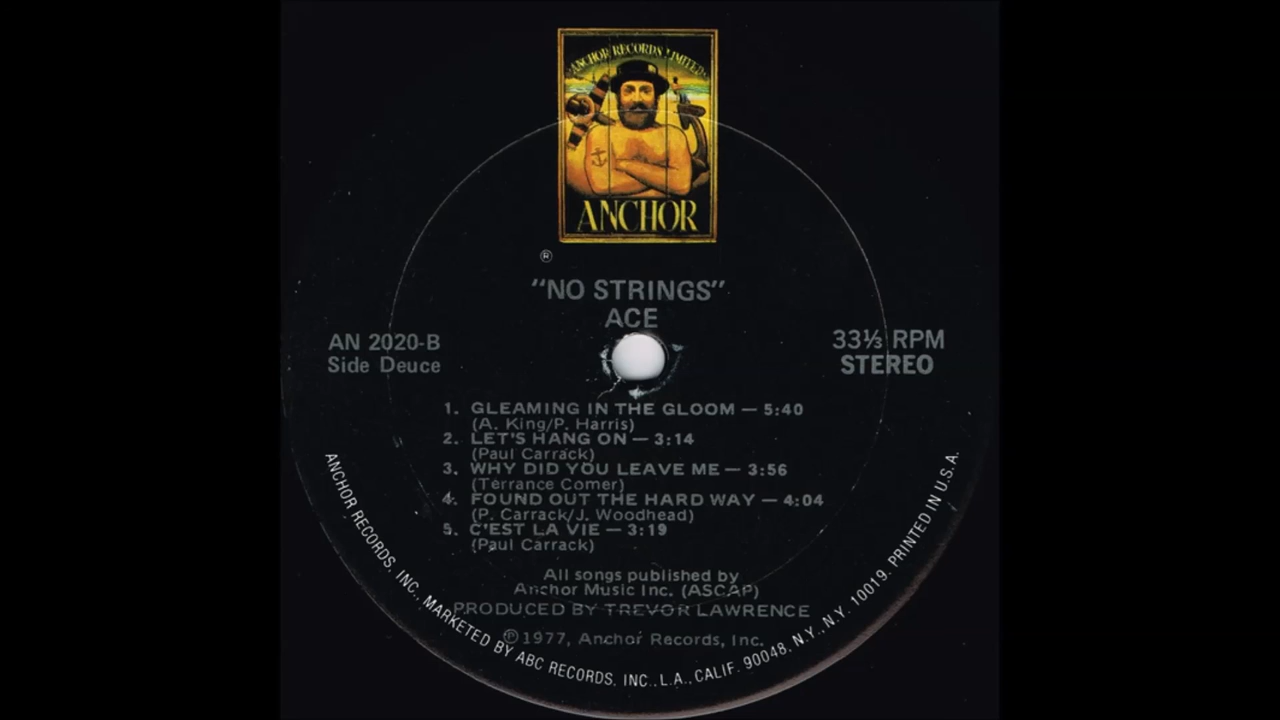 "ANCHOR RECORDS LIMITED"
ANCHOR
®
"NO STRINGS"
ACE
AN 2020-B
Side Deuce
33⅓ RPM
STEREO
1. GLEAMING IN THE GLOOM — 5:40
(A. King/P. Harris)
2. LET'S HANG ON — 3:14
(Paul Carrack)
3. WHY DID YOU LEAVE ME — 3:56
(Terrance Comer)
4. FOUND OUT THE HARD WAY — 4:04
(P. Carrack/J. Woodhead)
5. C'EST LA VIE — 3:19
(Paul Carrack)
All songs published by
Anchor Music Inc. (ASCAP)
PRODUCED BY TREVOR LAWRENCE
℗1977, Anchor Records, Inc.
ANCHOR RECORDS, INC., MARKETED BY ABC RECORDS, INC., L.A., CALIF. 90048, N.Y., N.Y. 10019. PRINTED IN U.S.A.